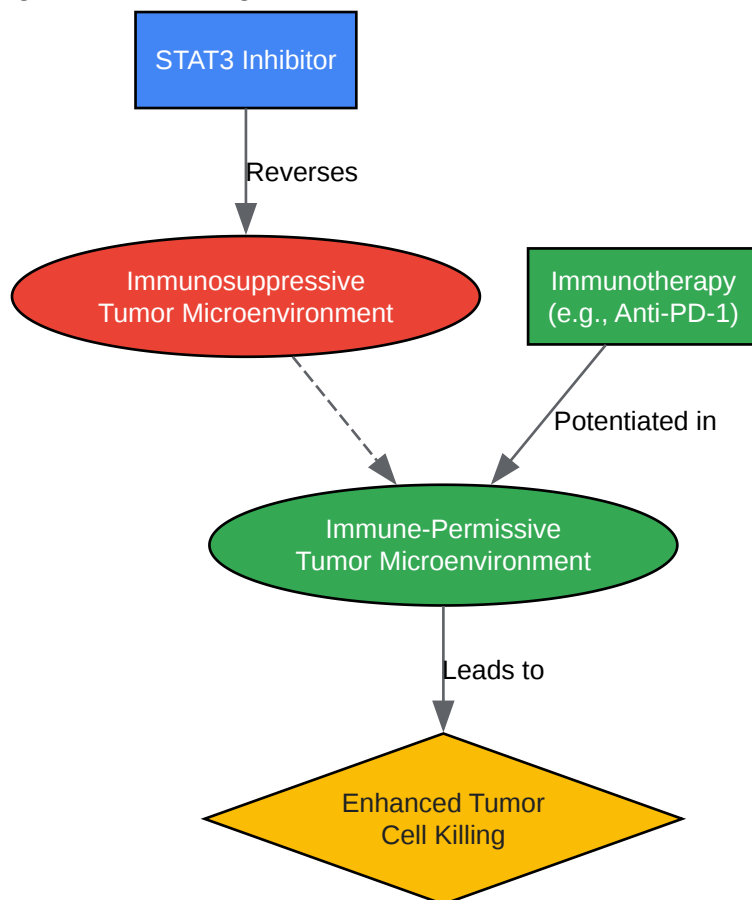 STAT3 Inhibitor
Reverses
Immunosuppressive
Tumor Microenvironment
Immunotherapy
(e.g., Anti-PD-1)
Potentiated in
Immune-Permissive
Tumor Microenvironment
Leads to
Enhanced Tumor
Cell Killing